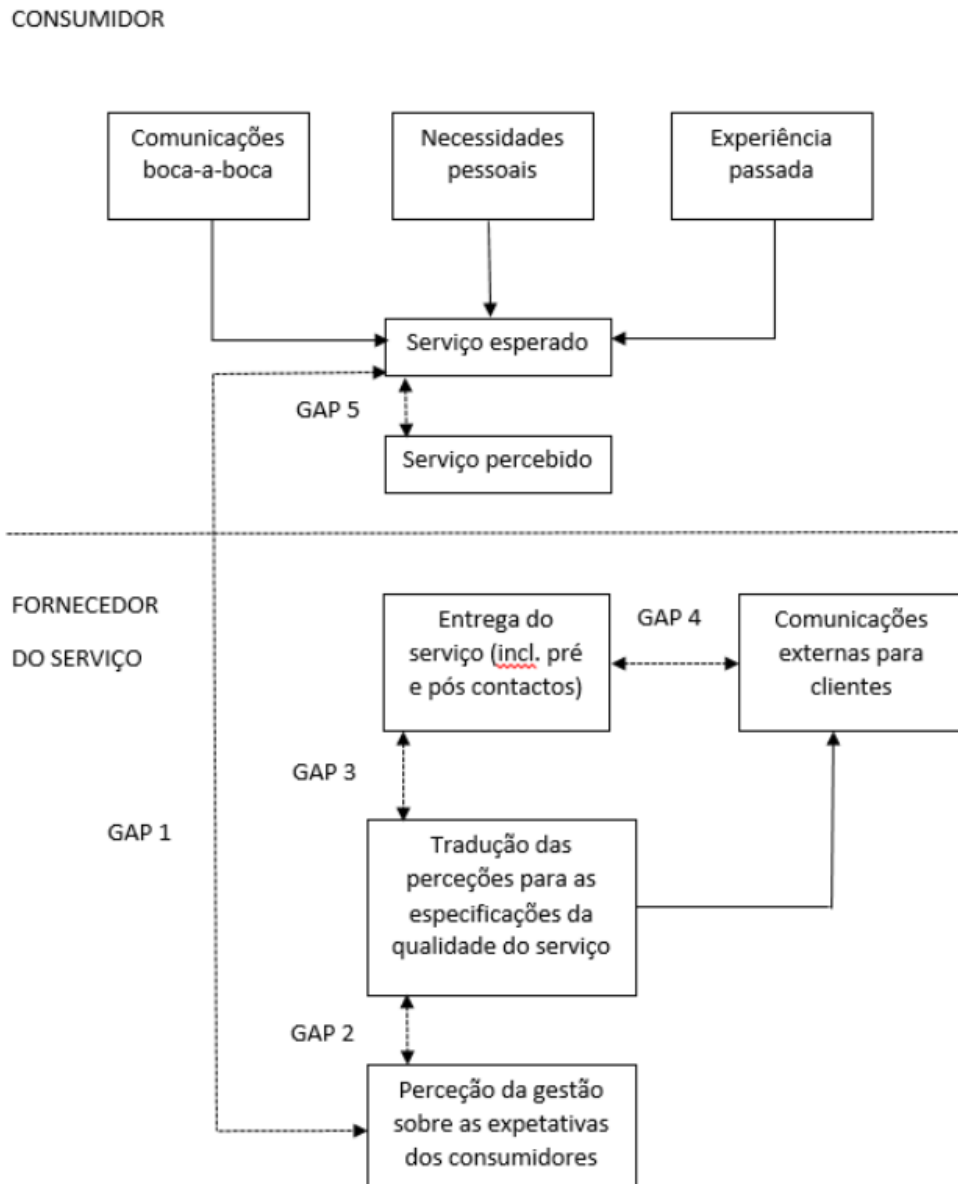 CONSUMIDOR
Comunicações
boca-a-boca
Necessidades
pessoais
Experiência
passada
Serviço esperado
GAP 5
Serviço percebido
FORNECEDOR
DO SERVIÇO
Entrega do
serviço (incl. pré
e pós contactos)
GAP 4
Comunicações
externas para
clientes
GAP 3
GAP 1
Tradução das
perceções para as
especificações da
qualidade do serviço
GAP 2
Perceção da gestão
sobre as expetativas
dos consumidores